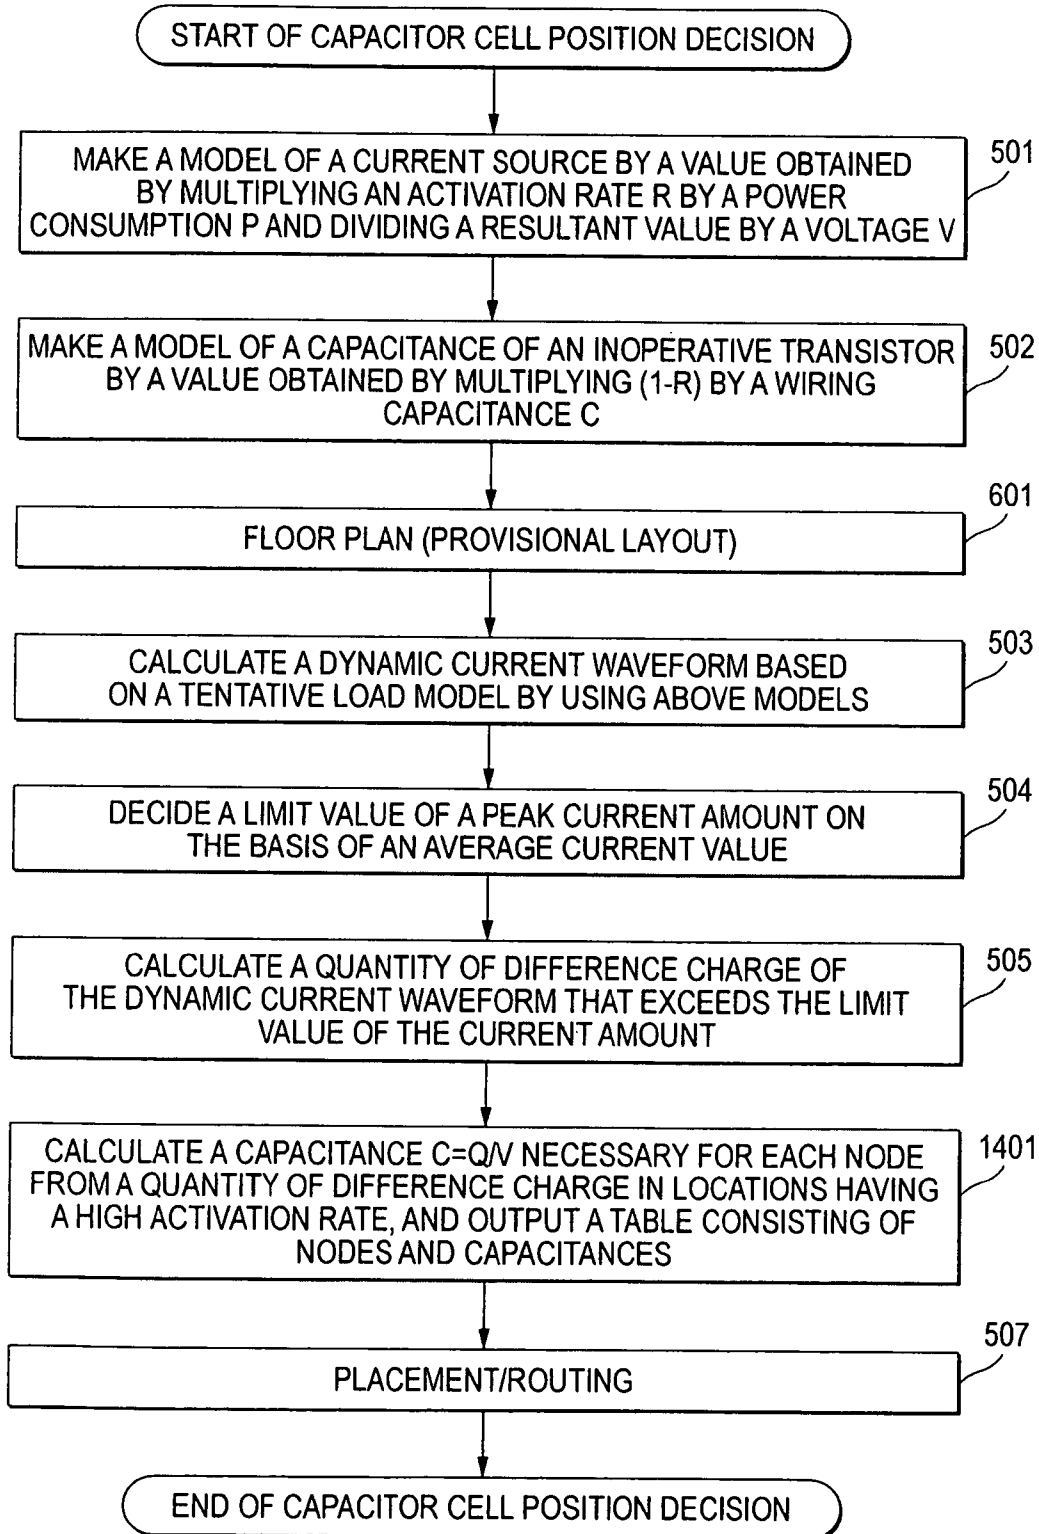 START OF CAPACITOR CELL POSITION DECISION
501
MAKE A MODEL OF A CURRENT SOURCE BY A VALUE OBTAINED
BY MULTIPLYING AN ACTIVATION RATE R BY A POWER
CONSUMPTION P AND DIVIDING A RESULTANT VALUE BY A VOLTAGE V
502
MAKE A MODEL OF A CAPACITANCE OF AN INOPERATIVE TRANSISTOR
BY A VALUE OBTAINED BY MULTIPLYING (1-R) BY A WIRING
CAPACITANCE C
601
FLOOR PLAN (PROVISIONAL LAYOUT)
503
CALCULATE A DYNAMIC CURRENT WAVEFORM BASED
ON A TENTATIVE LOAD MODEL BY USING ABOVE MODELS
504
DECIDE A LIMIT VALUE OF A PEAK CURRENT AMOUNT ON
THE BASIS OF AN AVERAGE CURRENT VALUE
505
CALCULATE A QUANTITY OF DIFFERENCE CHARGE OF
THE DYNAMIC CURRENT WAVEFORM THAT EXCEEDS THE LIMIT
VALUE OF THE CURRENT AMOUNT
1401
CALCULATE A CAPACITANCE C=Q/V NECESSARY FOR EACH NODE
FROM A QUANTITY OF DIFFERENCE CHARGE IN LOCATIONS HAVING
A HIGH ACTIVATION RATE, AND OUTPUT A TABLE CONSISTING OF
NODES AND CAPACITANCES
507
PLACEMENT/ROUTING
END OF CAPACITOR CELL POSITION DECISION